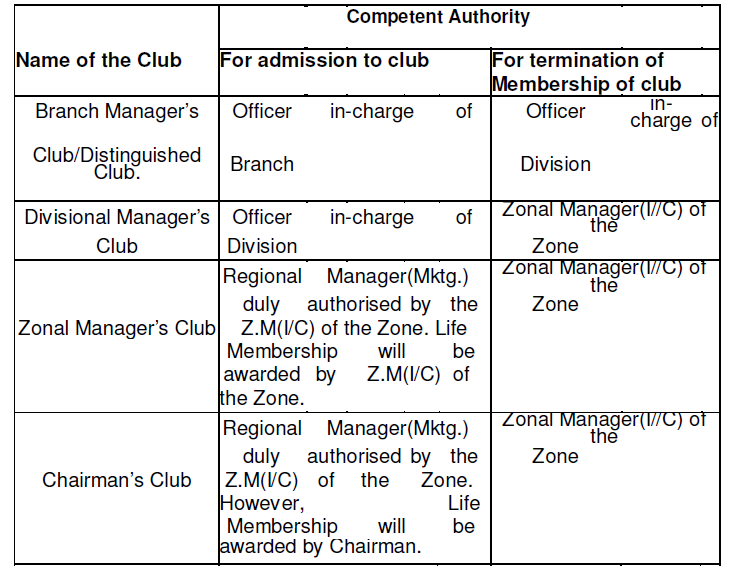 Competent Authority
Name of the Club
For admission to club
For termination of
Membership of club
Branch Manager's
Club/Distinguished
Club.
Officer in-charge of
Branch
Officer in-
charge of
Division
Divisional Manager's
Club
Officer in-charge of
Division
Zonal Manager(I//C) of
the
Zone
Zonal Manager's Club
Regional Manager(Mktg.)
duly authorised by the
Z.M(I/C) of the Zone. Life
Membership will be
awarded by Z.M(I/C) of
the Zone.
Zonal Manager(I//C) of
the
Zone
Chairman's Club
Regional Manager(Mktg.)
duly authorised by the
Z.M(I/C) of the Zone.
However, Life
Membership will be
awarded by Chairman.
Zonal Manager(I//C) of
the
Zone